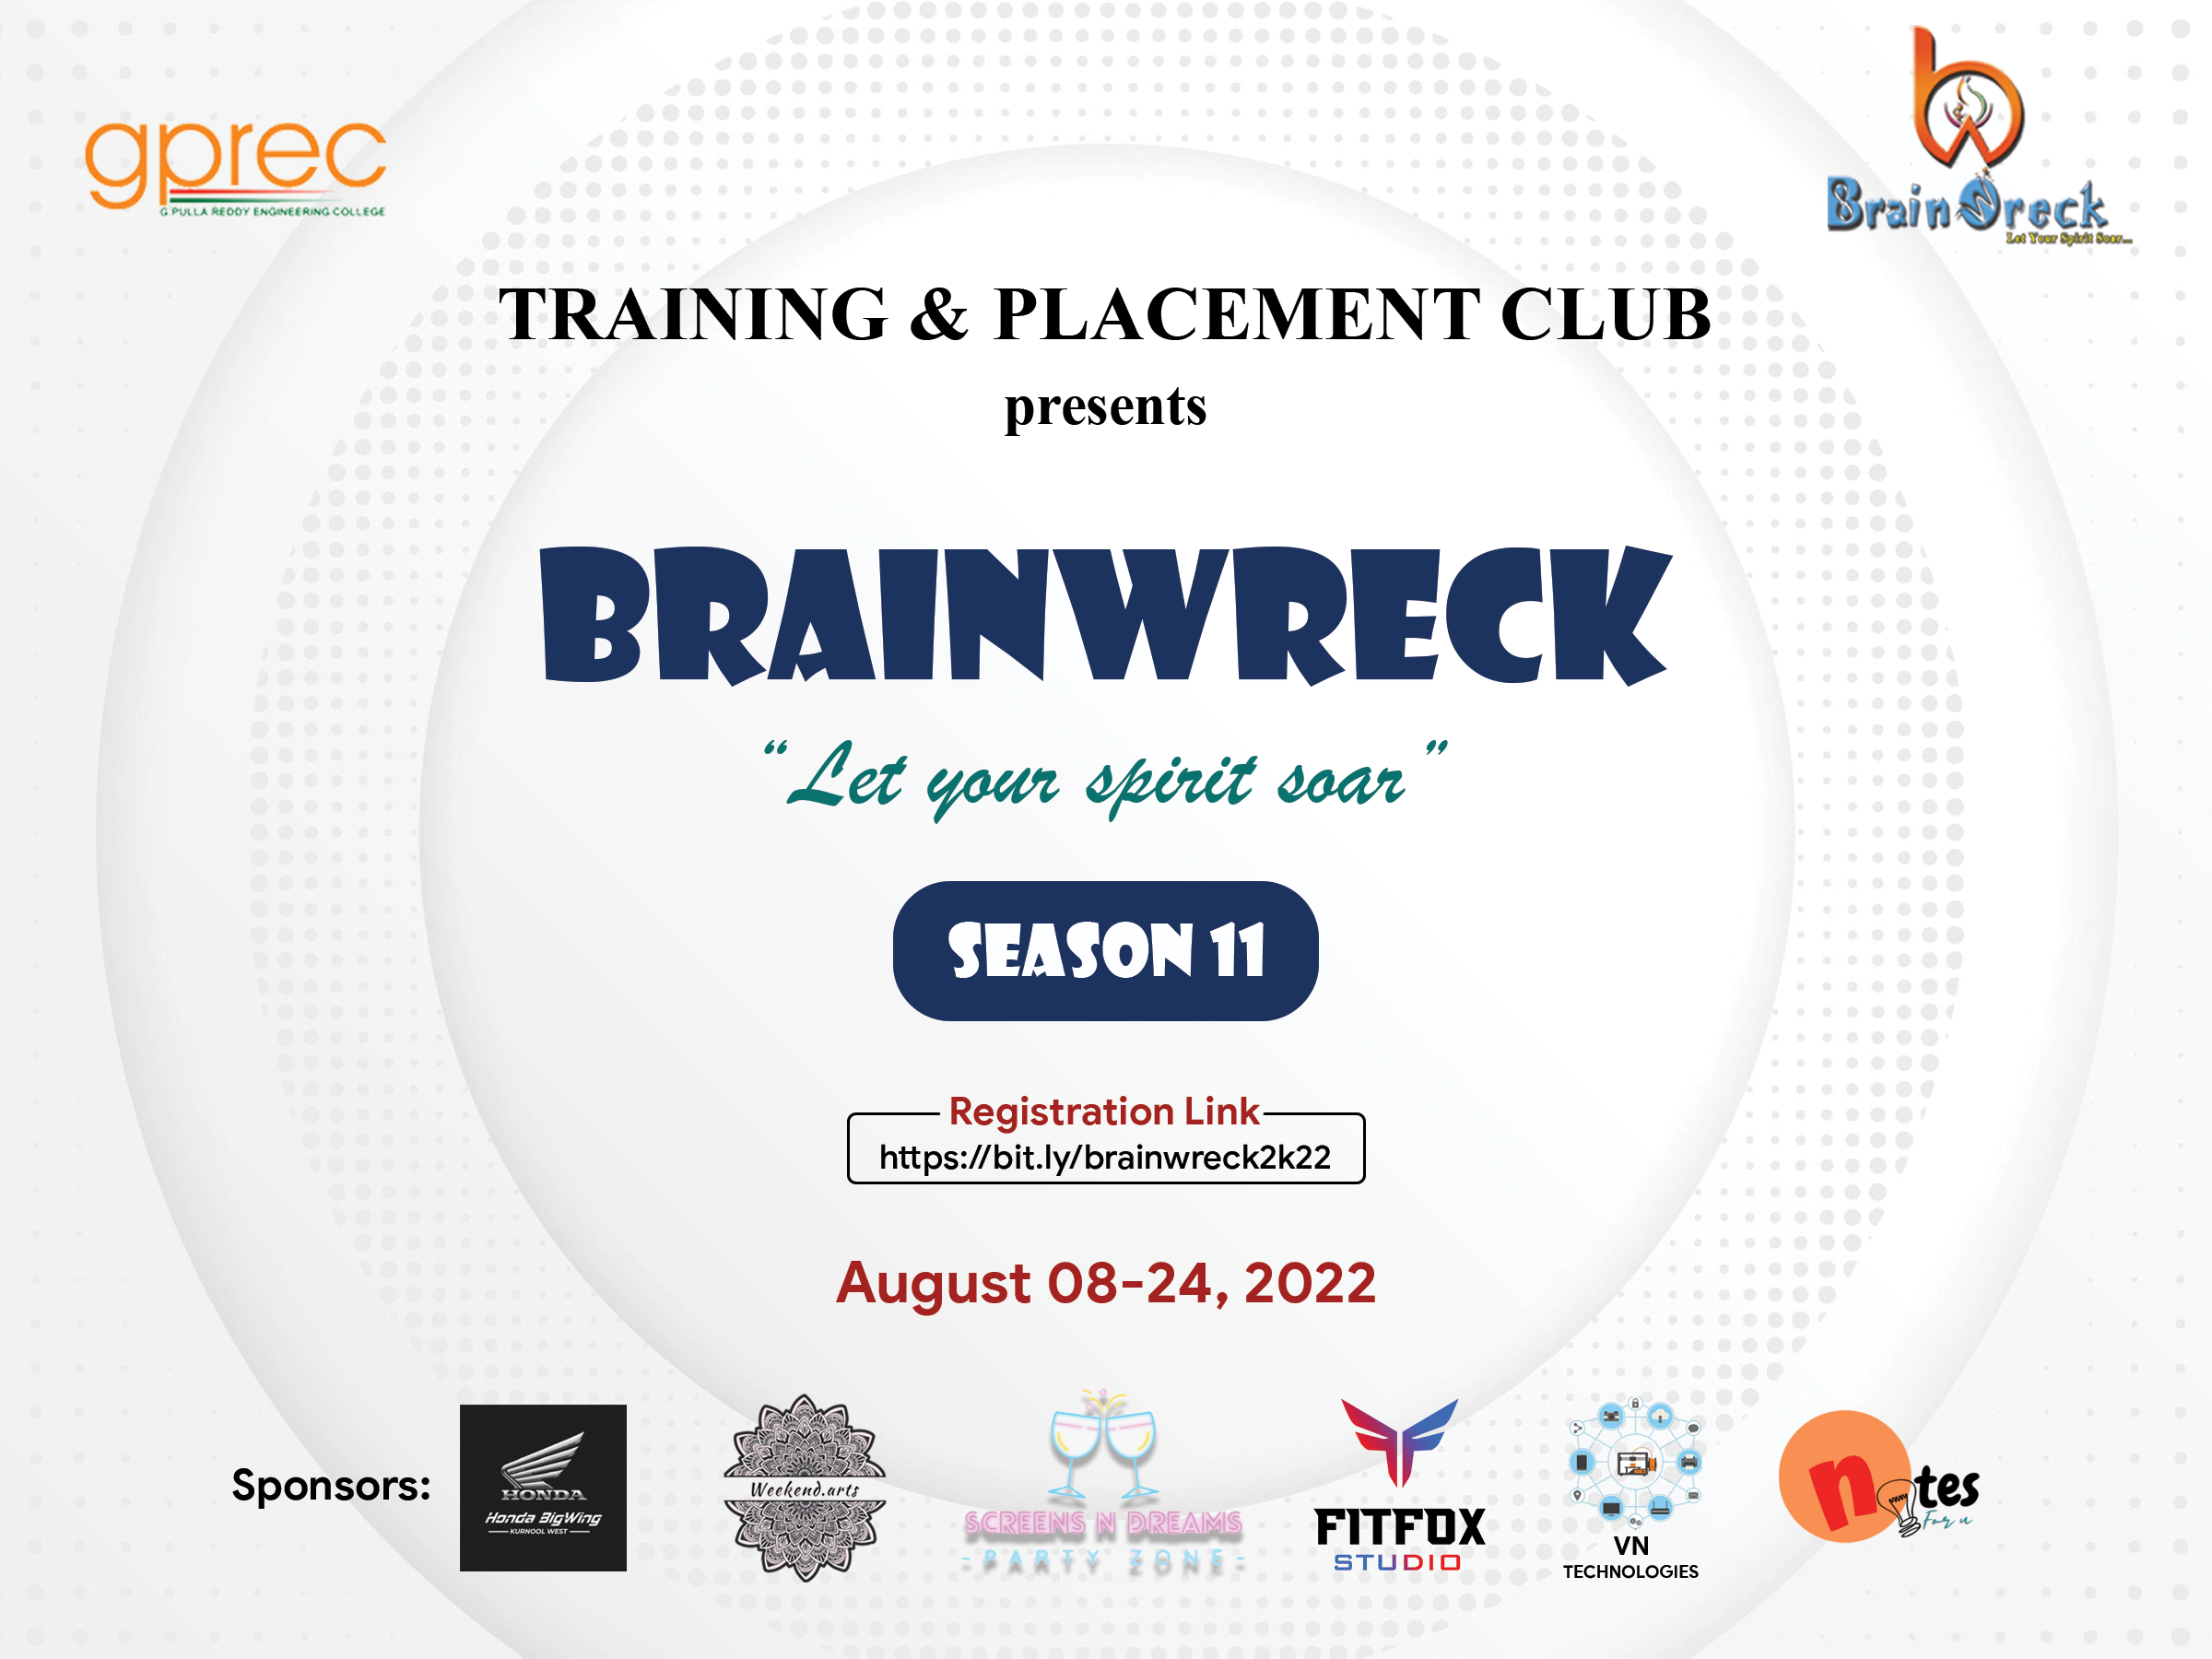 gprec
G PULLA REDDY ENGINEERING COLLEGE
BrainWreck
Let Your Spirit Soar...
TRAINING & PLACEMENT CLUB
presents
BRAINWRECK
“Let your spirit soar”
SEASON 11
Registration Link
https://bit.ly/brainwreck2k22
August 08-24, 2022
Sponsors:
HONDA
Honda BigWing
KURNOOL WEST
Weekend.arts
SCREENS N DREAMS
-PARTY ZONE-
FITFOX
STUDIO
VN
TECHNOLOGIES
notes
For u